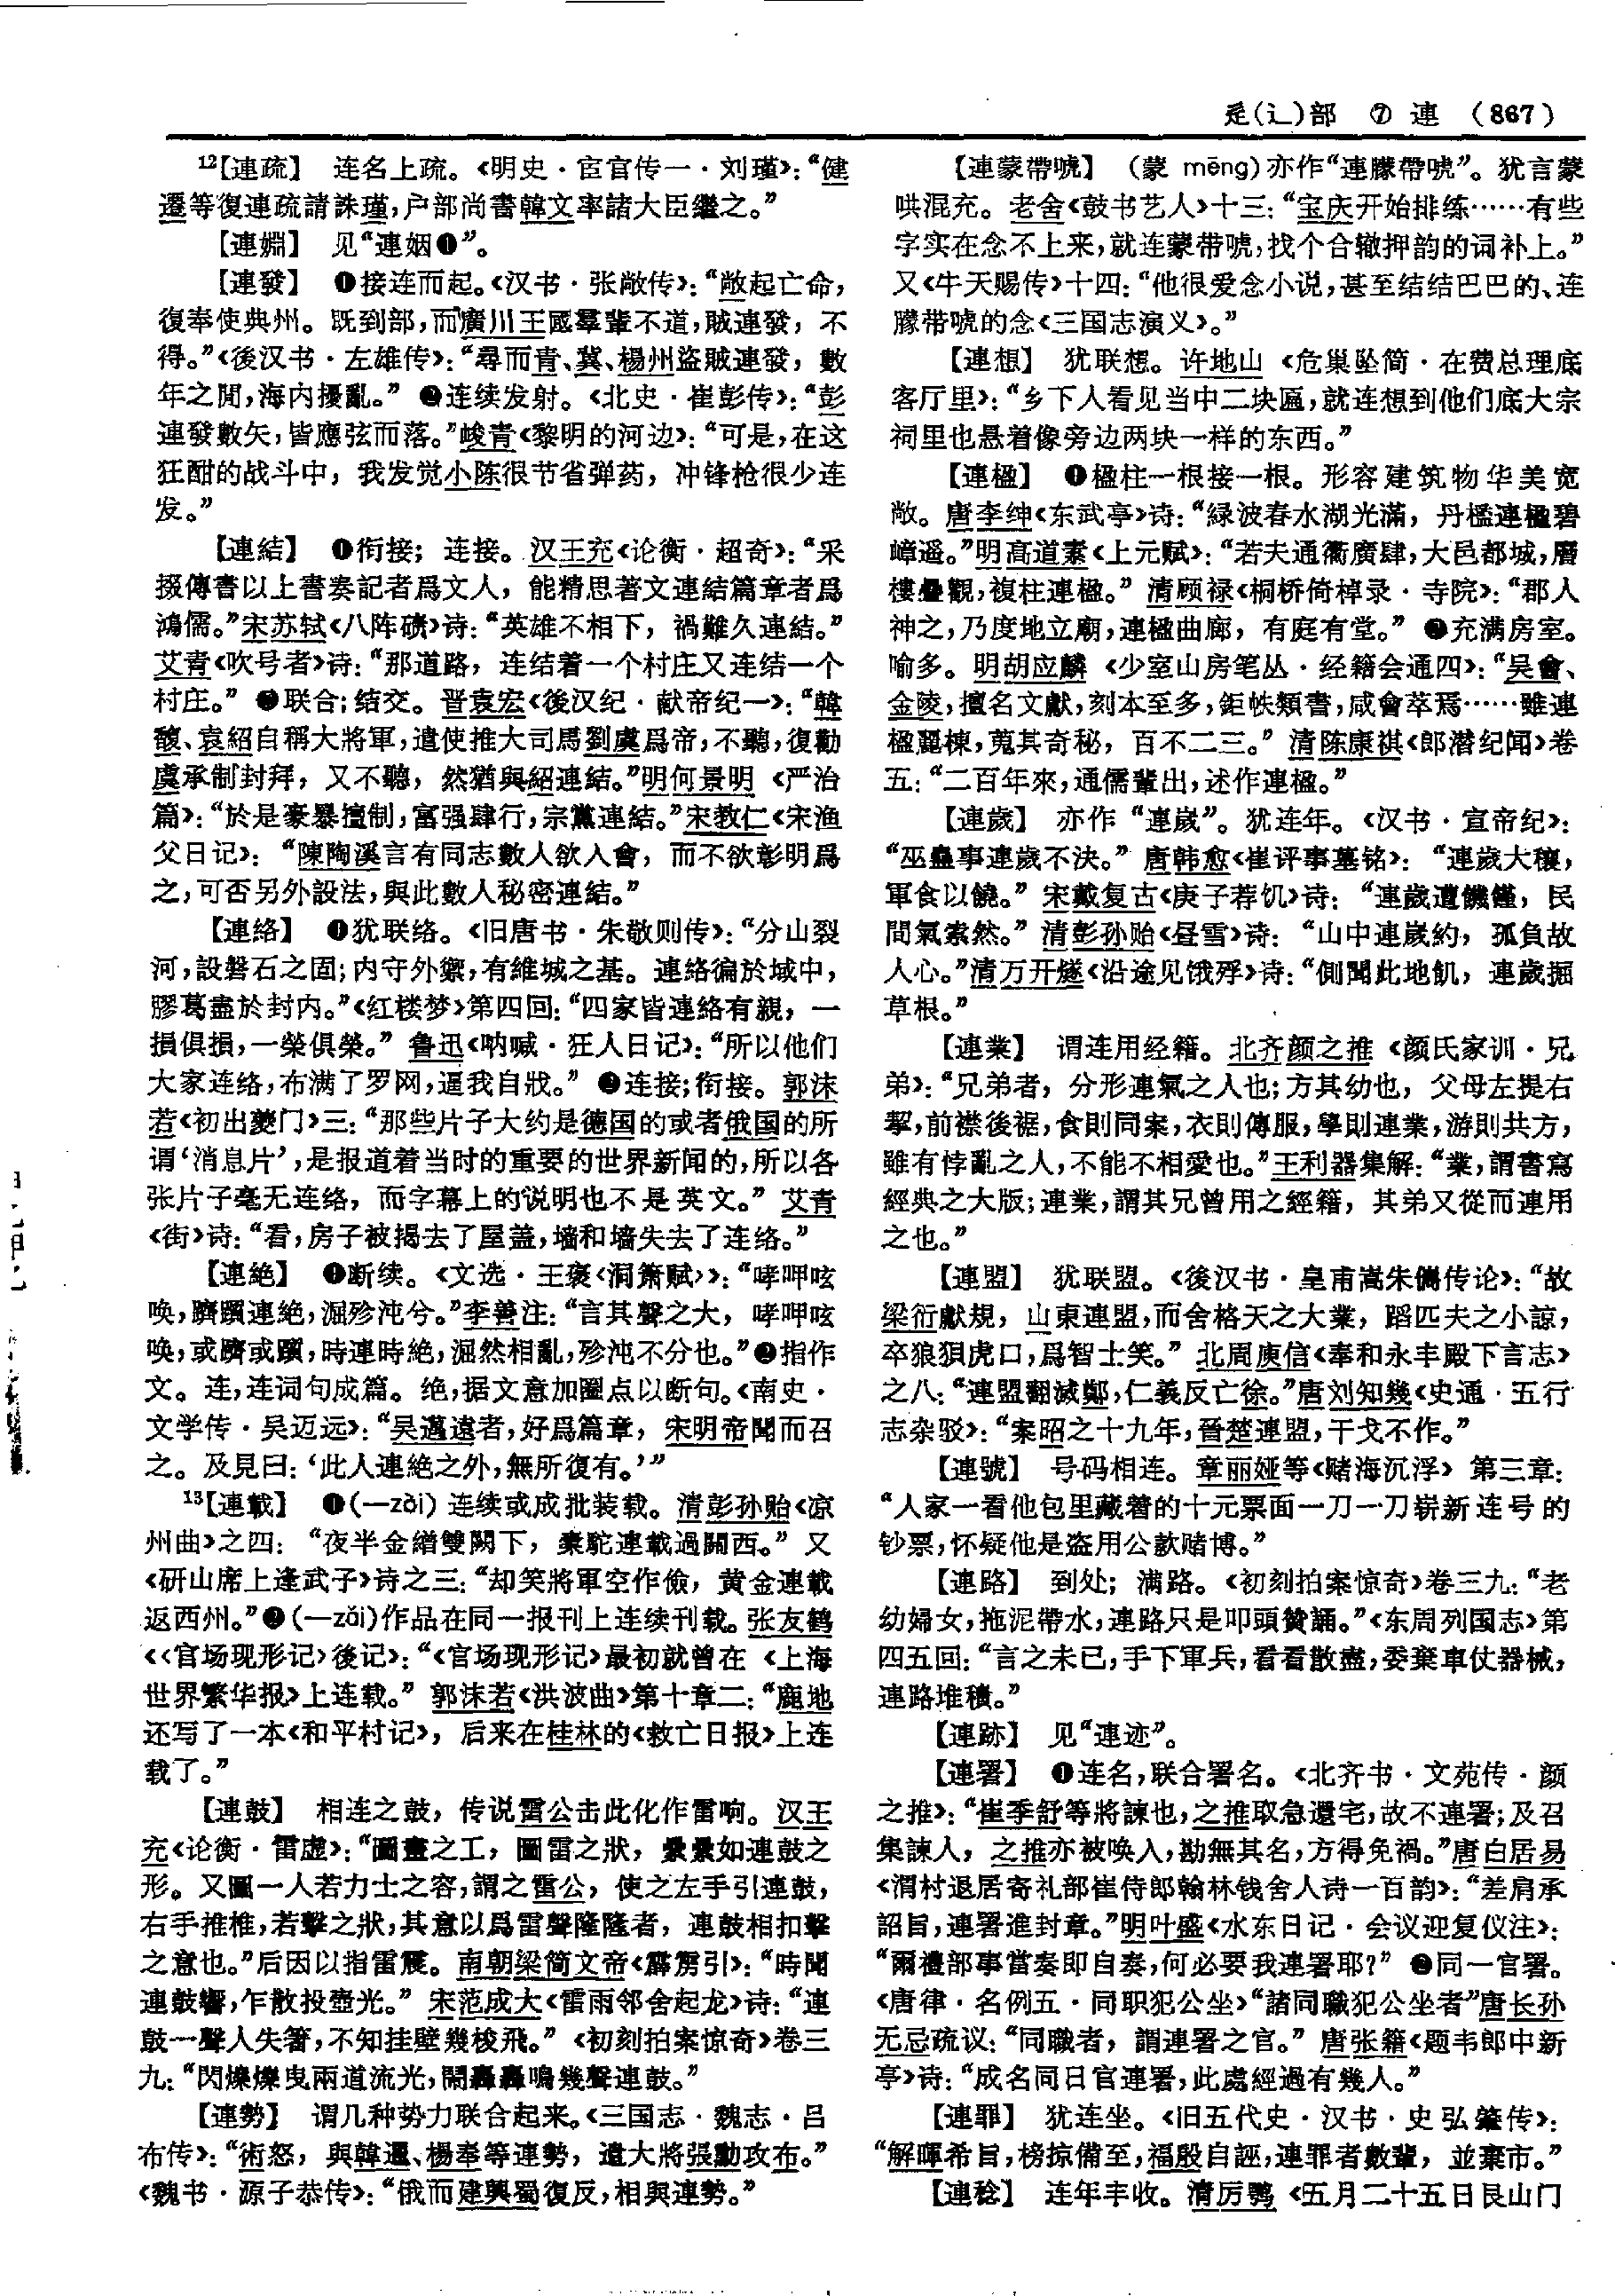 辵(辶)部 ⑦ 連 (867)
¹²【連疏】 连名上疏。《明史·宦官传一·刘瑾》：“健
遷等復連疏請誅瑾，户部尚書韓文率諸大臣繼之。”
【連婣】 见“連姻❶”。
【連發】 ❶接连而起。《汉书·张敞传》：“敞起亡命，
復奉使典州。既到部，而廣川王國羣輩不道，賊連發，不
得。”《後汉书·左雄传》：“尋而青、冀、楊州盜賊連發，數
年之閒，海内擾亂。” ❷连续发射。《北史·崔彭传》：“彭
連發數矢，皆應弦而落。”峻青《黎明的河边》：“可是，在这
狂酣的战斗中，我发觉小陈很节省弹药，冲锋枪很少连
发。”
【連結】 ❶衔接；连接。汉王充《论衡·超奇》：“采
掇傳書以上書奏記者爲文人，能精思著文連結篇章者爲
鴻儒。”宋苏轼《八阵碛》诗：“英雄不相下，禍難久連結。”
艾青《吹号者》诗：“那道路，连结着一个村庄又连结一个
村庄。” ❷联合；结交。晋袁宏《後汉纪·献帝纪一》：“韓
馥、袁紹自稱大將軍，遣使推大司馬劉虞爲帝，不聽，復勸
虞承制封拜，又不聽，然猶與紹連結。”明何景明《严治
篇》：“於是豪暴擅制，富强肆行，宗黨連結。”宋教仁《宋渔
父日记》：“陳陶溪言有同志數人欲入會，而不欲彰明爲
之，可否另外設法，與此數人秘密連結。”
【連絡】 ❶犹联络。《旧唐书·朱敬则传》：“分山裂
河，設磐石之固；内守外禦，有維城之基。連絡徧於域中，
膠葛盡於封内。”《红楼梦》第四回：“四家皆連絡有親，一
損俱損，一榮俱榮。” 鲁迅《呐喊·狂人日记》：“所以他们
大家连络，布满了罗网，逼我自戕。” ❷连接；衔接。郭沫
若《初出夔门》三：“那些片子大约是德国的或者俄国的所
谓‘消息片’，是报道着当时的重要的世界新闻的，所以各
张片子毫无连络，而字幕上的说明也不是英文。” 艾青
《街》诗：“看，房子被揭去了屋盖，墙和墙失去了连络。”
【連絶】 ❶断续。《文选·王褒〈洞箫赋〉》：“哮呷呟
唤，躋躓連絶，淈殄沌兮。”李善注：“言其聲之大，哮呷呟
唤，或躋或躓，時連時絶，淈然相亂，殄沌不分也。”❷指作
文。连，连词句成篇。绝，据文意加圈点以断句。《南史·
文学传·吴迈远》：“吴邁遠者，好爲篇章，宋明帝聞而召
之。及見曰：‘此人連絶之外，無所復有。’”
¹³【連載】 ❶(—zài) 连续或成批装载。清彭孙贻《凉
州曲》之四：“夜半金繒雙闕下，橐駝連載過關西。” 又
《研山席上逢武子》诗之三：“却笑將軍空作儉，黄金連載
返西州。”❷(—zǎi)作品在同一报刊上连续刊载。张友鹤
《〈官场现形记〉後记》：“《官场现形记》最初就曾在《上海
世界繁华报》上连载。” 郭沫若《洪波曲》第十章二：“鹿地
还写了一本《和平村记》，后来在桂林的《救亡日报》上连
载了。”
【連鼓】 相连之鼓，传说雷公击此化作雷响。汉王
充《论衡·雷虚》：“圖畫之工，圖雷之狀，纍纍如連鼓之
形。又圖一人若力士之容，謂之雷公，使之左手引連鼓，
右手推椎，若擊之狀，其意以爲雷聲隆隆者，連鼓相扣擊
之意也。”后因以指雷震。南朝梁简文帝《霹雳引》：“時聞
連鼓響，乍散投壺光。” 宋范成大《雷雨邻舍起龙》诗：“連
鼓一聲人失箸，不知挂壁幾梭飛。”《初刻拍案惊奇》卷三
九：“閃爍爍曳兩道流光，鬧轟轟鳴幾聲連鼓。”
【連勢】 谓几种势力联合起来。《三国志·魏志·吕
布传》：“術怒，與韓暹、楊奉等連勢，遣大將張勳攻布。”
《魏书·源子恭传》：“俄而建興蜀復反，相與連勢。”
【連蒙帶唬】 (蒙 mēng)亦作“連朦帶唬”。犹言蒙
哄混充。老舍《鼓书艺人》十三：“宝庆开始排练……有些
字实在念不上来，就连蒙带唬，找个合辙押韵的词补上。”
又《牛天赐传》十四：“他很爱念小说，甚至结结巴巴的、连
朦带唬的念《三国志演义》。”
【連想】 犹联想。许地山《危巢坠简·在费总理底
客厅里》：“乡下人看见当中二块匾，就连想到他们底大宗
祠里也悬着像旁边两块一样的东西。”
【連楹】 ❶楹柱一根接一根。形容建筑物华美宽
敞。唐李绅《东武亭》诗：“緑波春水湖光滿，丹檻連楹碧
嶂遥。”明高道素《上元赋》：“若夫通衢廣肆，大邑都城，層
樓疊觀，複柱連楹。” 清顾禄《桐桥倚棹录·寺院》：“郡人
神之，乃度地立廟，連楹曲廊，有庭有堂。” ❷充满房室。
喻多。明胡应麟《少室山房笔丛·经籍会通四》：“吴會、
金陵，擅名文獻，刻本至多，鉅帙類書，咸會萃焉……雖連
楹麗棟，蒐其奇秘，百不二三。” 清陈康祺《郎潜纪闻》卷
五：“二百年來，通儒輩出，述作連楹。”
【連歲】 亦作“連嵗”。犹连年。《汉书·宣帝纪》：
“巫蠱事連歲不决。” 唐韩愈《崔评事墓铭》：“連歲大穰，
軍食以饒。” 宋戴复古《庚子荐饥》诗：“連歲遭饑饉，民
間氣索然。” 清彭孙贻《昼雪》诗：“山中連嵗約，孤負故
人心。”清万开燧《沿途见饿殍》诗：“側聞此地飢，連歲掘
草根。”
【連業】 谓连用经籍。北齐颜之推《颜氏家训·兄
弟》：“兄弟者，分形連氣之人也；方其幼也，父母左提右
挈，前襟後裾，食則同案，衣則傳服，學則連業，游則共方，
雖有悖亂之人，不能不相愛也。”王利器集解：“業，謂書寫
經典之大版；連業，謂其兄曾用之經籍，其弟又從而連用
之也。”
【連盟】 犹联盟。《後汉书·皇甫嵩朱儁传论》：“故
梁衍獻規，山東連盟，而舍格天之大業，蹈匹夫之小諒，
卒狼狽虎口，爲智士笑。” 北周庾信《奉和永丰殿下言志》
之八：“連盟翻滅鄭，仁義反亡徐。”唐刘知幾《史通·五行
志杂驳》：“案昭之十九年，晉楚連盟，干戈不作。”
【連號】 号码相连。章丽娅等《赌海沉浮》第三章：
“人家一看他包里藏着的十元票面一刀一刀崭新连号的
钞票，怀疑他是盗用公款赌博。”
【連路】 到处；满路。《初刻拍案惊奇》卷三九：“老
幼婦女，拖泥帶水，連路只是叩頭贊誦。”《东周列国志》第
四五回：“言之未已，手下軍兵，看看散盡，委棄車仗器械，
連路堆積。”
【連跡】 见“連迹”。
【連署】 ❶连名，联合署名。《北齐书·文苑传·颜
之推》：“崔季舒等將諫也，之推取急還宅，故不連署；及召
集諫人，之推亦被唤入，勘無其名，方得免禍。”唐白居易
《渭村退居寄礼部崔侍郎翰林钱舍人诗一百韵》：“差肩承
詔旨，連署進封章。”明叶盛《水东日记·会议迎复仪注》：
“爾禮部事當奏即自奏，何必要我連署耶？” ❷同一官署。
《唐律·名例五·同职犯公坐》“諸同職犯公坐者”唐长孙
无忌疏议：“同職者，謂連署之官。” 唐张籍《题韦郎中新
亭》诗：“成名同日官連署，此處經過有幾人。”
【連罪】 犹连坐。《旧五代史·汉书·史弘肇传》：
“解暉希旨，榜掠備至，福殷自誣，連罪者數輩，並棄市。”
【連稔】 连年丰收。清厉鹗《五月二十五日艮山门